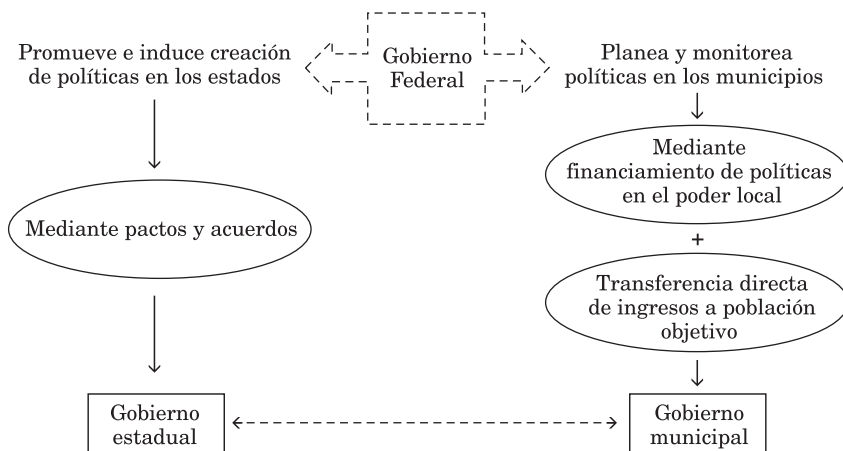 Promueve e induce creación
de políticas en los estados
Gobierno
Federal
Planea y monitorea
políticas en los municipios
Mediante pactos y acuerdos
Mediante
financiamiento de políticas
en el poder local
+
Transferencia directa
de ingresos a población
objetivo
Gobierno
estadual
Gobierno
municipal